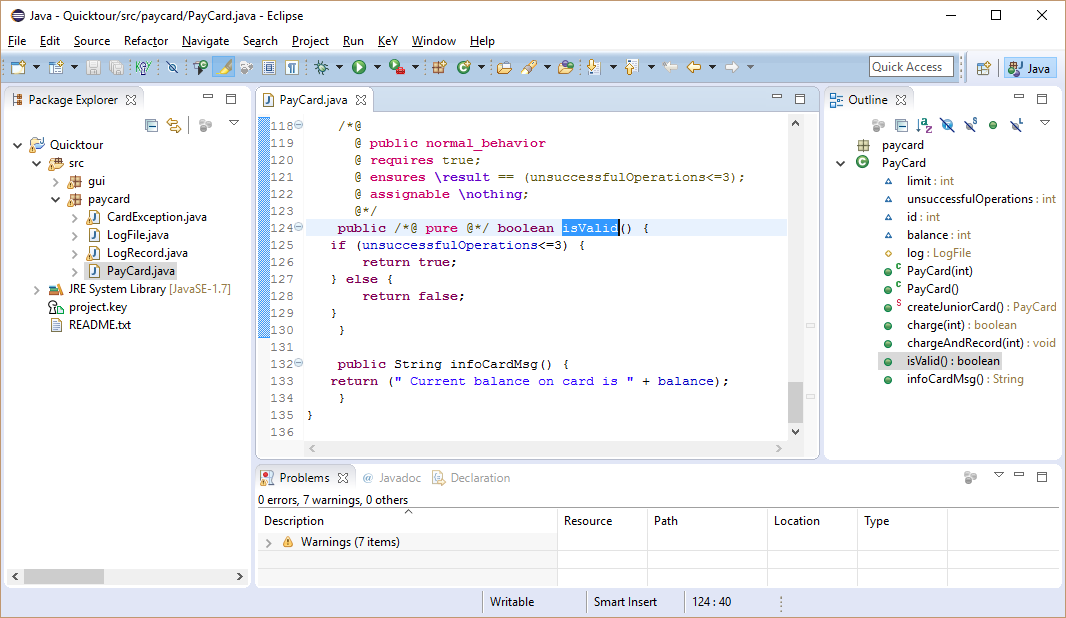 Java - Quicktour/src/paycard/PayCard.java - Eclipse
File Edit Source Refactor Navigate Search Project Run KeY Window Help
Quick Access Java
Package Explorer
Quicktour
src
gui
paycard
CardException.java
LogFile.java
LogRecord.java
PayCard.java
JRE System Library [JavaSE-1.7]
project.key
README.txt
PayCard.java
118 /*@
119 @ public normal_behavior
120 @ requires true;
121 @ ensures \result == (unsuccessfulOperations<=3);
122 @ assignable \nothing;
123 @*/
124 public /*@ pure @*/ boolean isValid() {
125 if (unsuccessfulOperations<=3) {
126 return true;
127 } else {
128 return false;
129 }
130 }
131
132 public String infoCardMsg() {
133 return (" Current balance on card is " + balance);
134 }
135 }
136
Outline
paycard
PayCard
limit : int
unsuccessfulOperations : int
id : int
balance : int
log : LogFile
PayCard(int)
PayCard()
createJuniorCard() : PayCard
charge(int) : boolean
chargeAndRecord(int) : void
isValid() : boolean
infoCardMsg() : String
Problems @ Javadoc Declaration
0 errors, 7 warnings, 0 others
Description Resource Path Location Type
Warnings (7 items)
Writable Smart Insert 124 : 40